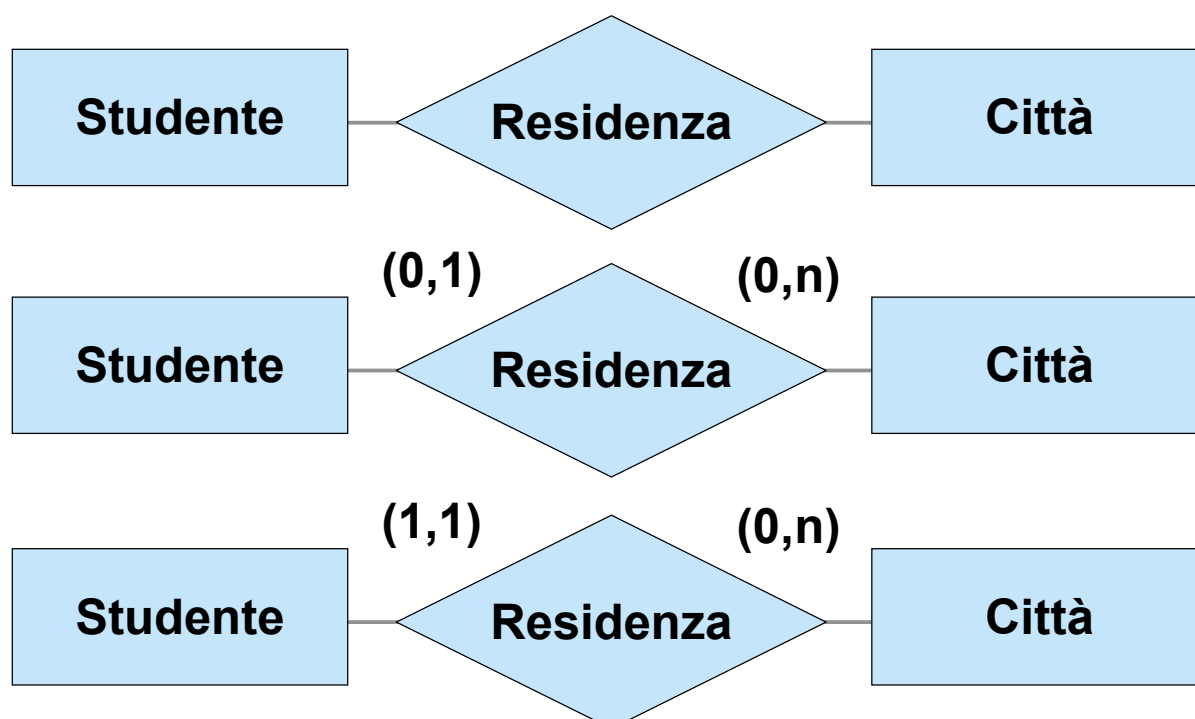 Studente Residenza Città
(0,1) (0,n)
Studente Residenza Città
(1,1) (0,n)
Studente Residenza Città